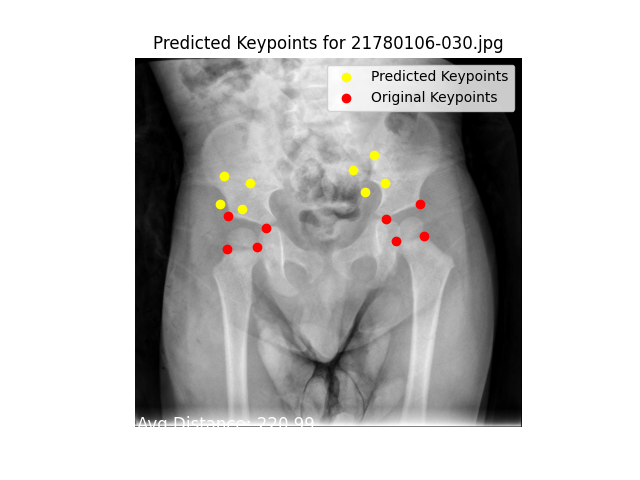 Predicted Keypoints for 21780106-030.jpg
Predicted Keypoints
Original Keypoints
Avg Distance: 220.99